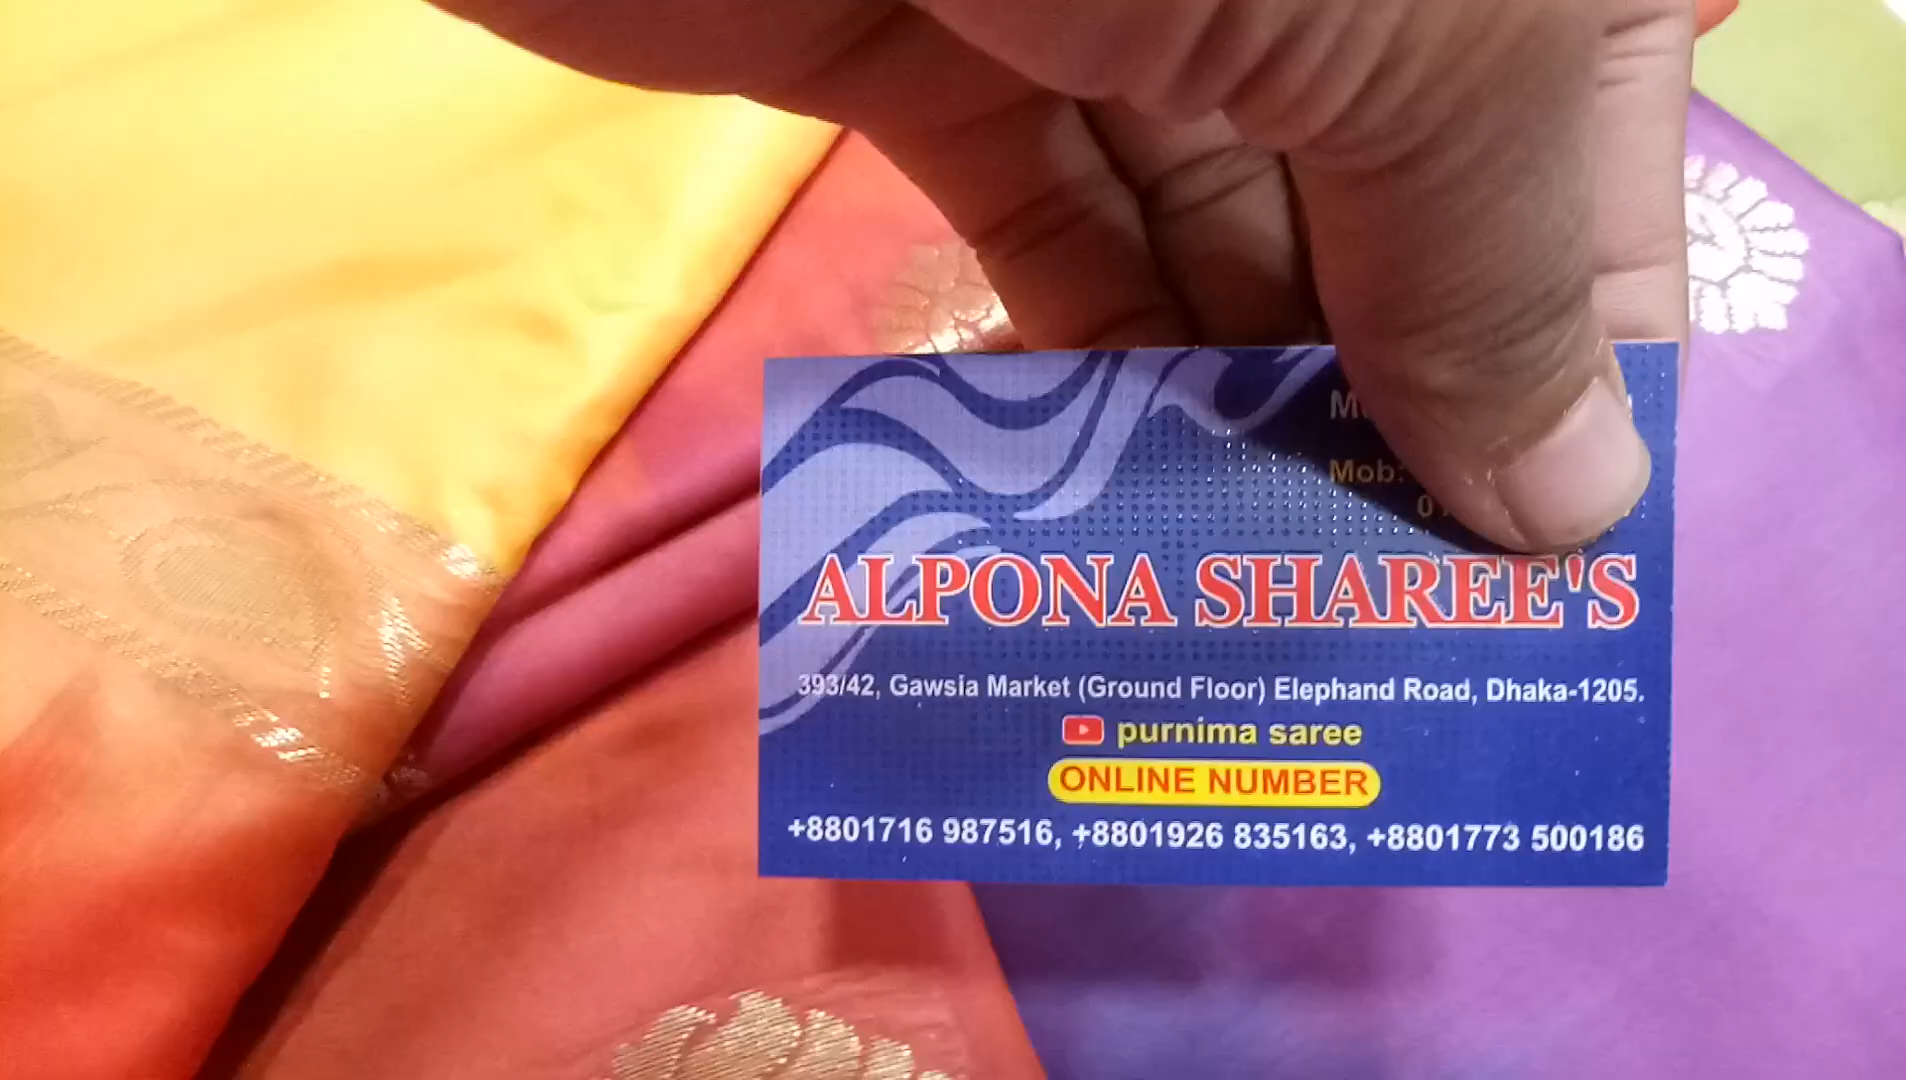 Mob:
ALPONA SHAREE'S
393/42, Gawsia Market (Ground Floor) Elephand Road, Dhaka-1205.
purnima saree
ONLINE NUMBER
+8801716 987516, +8801926 835163, +8801773 500186